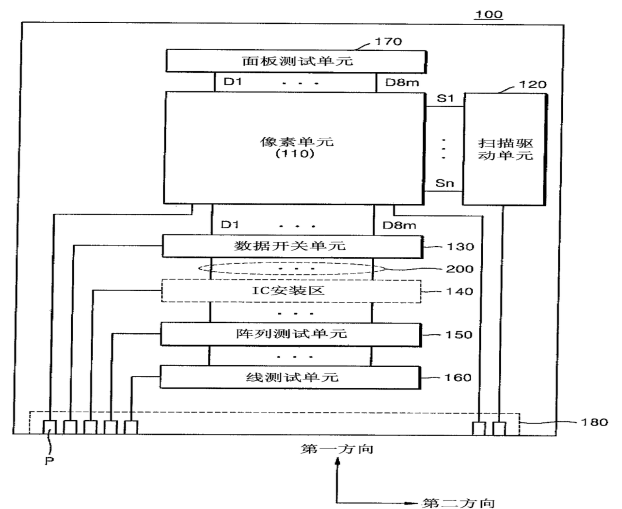 100
170
面板测试单元
D1
. . .
D8m
120
S1
像素单元
(110)
扫描驱
动单元
Sn
D1
. . .
D8m
数据开关单元
130
. . .
200
IC安装区
140
. . .
阵列测试单元
150
. . .
线测试单元
160
180
P
第一方向
第二方向